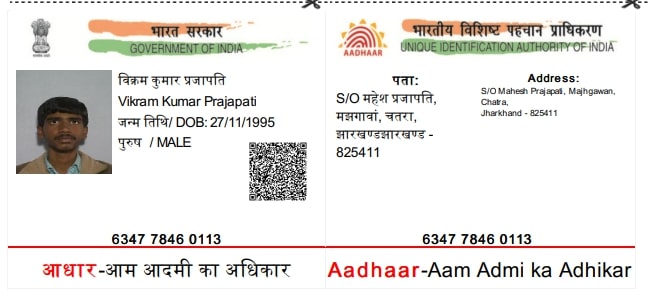 भारत सरकार
GOVERNMENT OF INDIA
विक्रम कुमार प्रजापति
Vikram Kumar Prajapati
जन्म तिथि/ DOB: 27/11/1995
पुरुष / MALE
6347 7846 0113
आधार-आम आदमी का अधिकार
AADHAAR
भारतीय विशिष्ट पहचान प्राधिकरण
UNIQUE IDENTIFICATION AUTHORITY OF INDIA
पता:
S/O महेश प्रजापति,
मझगावां, चतरा,
झारखण्डझारखण्ड -
825411
Address:
S/O Mahesh Prajapati, Majhgawan,
Chatra,
Jharkhand - 825411
6347 7846 0113
Aadhaar-Aam Admi ka Adhikar